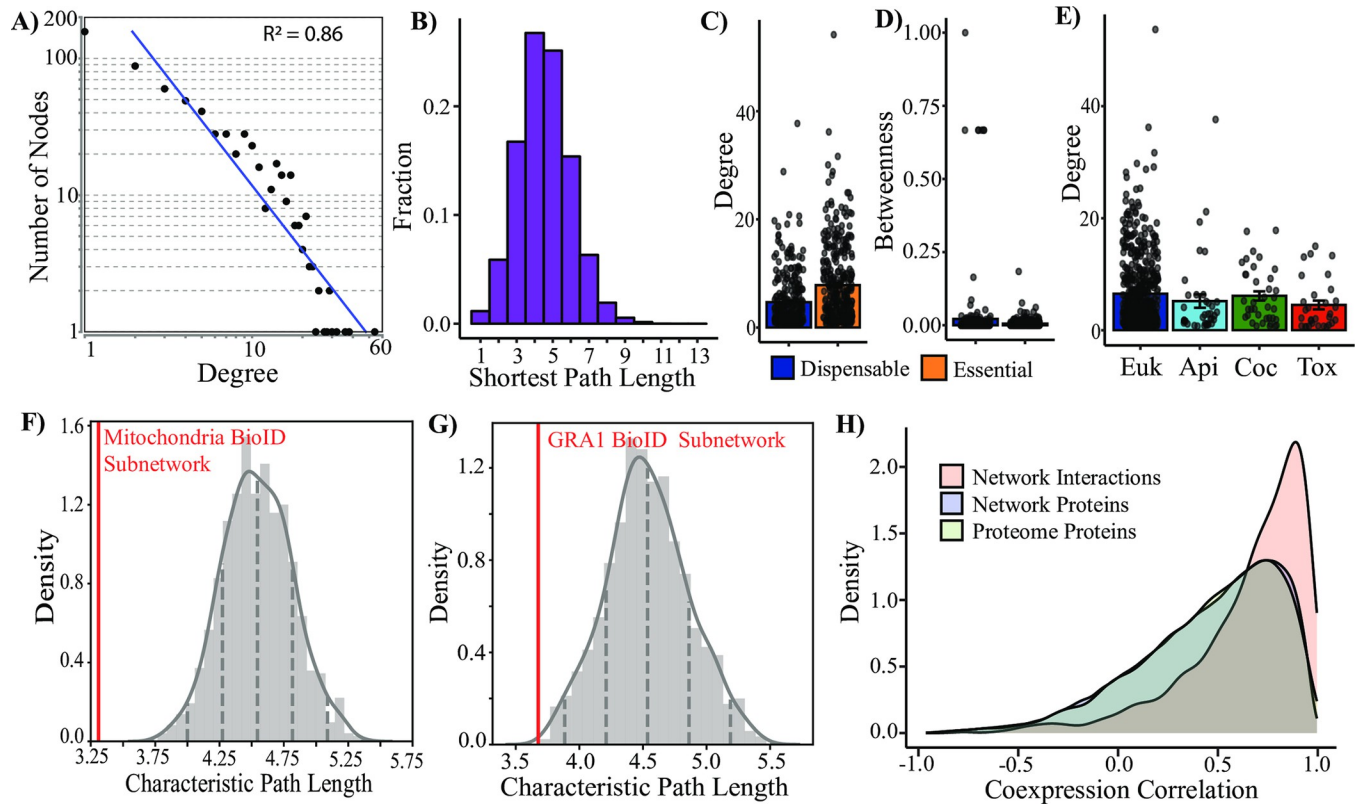 A)
R² = 0.86
200
100
10
1
Number of Nodes
1
10
60
Degree
B)
0.2
0.1
0.0
Fraction
1
3
5
7
9
11
13
Shortest Path Length
C)
40
20
0
Degree
D)
1.00
0.75
0.50
0.25
0.00
Betweenness
Dispensable
Essential
E)
40
20
0
Degree
Euk
Api
Coc
Tox
F)
Mitochondria BioID
Subnetwork
1.6
1.2
0.8
0.4
0.0
Density
3.25
3.75
4.25
4.75
5.25
5.75
Characteristic Path Length
G)
GRA1 BioID Subnetwork
1.2
0.8
0.4
0.0
Density
3.5
4.0
4.5
5.0
5.5
Characteristic Path Length
H)
Network Interactions
Network Proteins
Proteome Proteins
2.0
1.5
1.0
0.5
0.0
Density
-1.0
-0.5
0.0
0.5
1.0
Coexpression Correlation